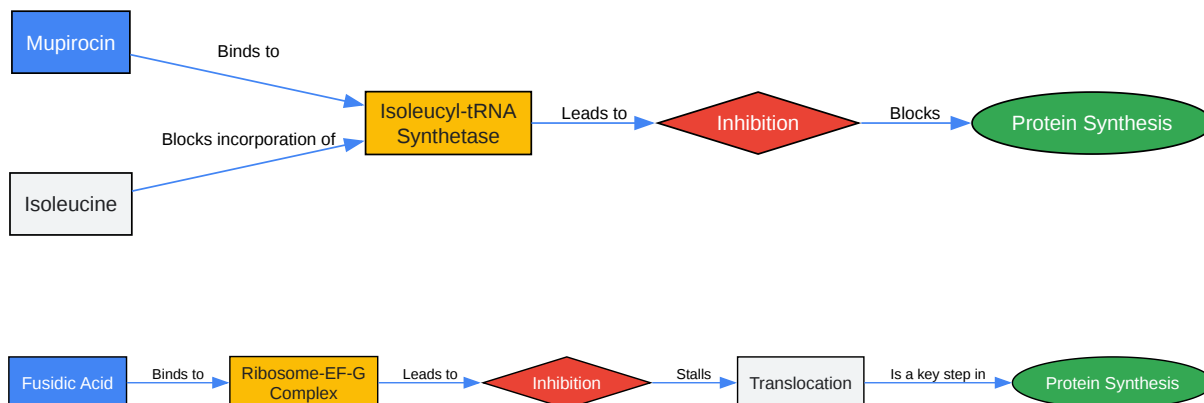 Mupirocin
Binds to
Isoleucyl-tRNA
Synthetase
Leads to
Inhibition
Blocks
Protein Synthesis
Blocks incorporation of
Isoleucine
Fusidic Acid
Binds to
Ribosome-EF-G
Complex
Leads to
Inhibition
Stalls
Translocation
Is a key step in
Protein Synthesis